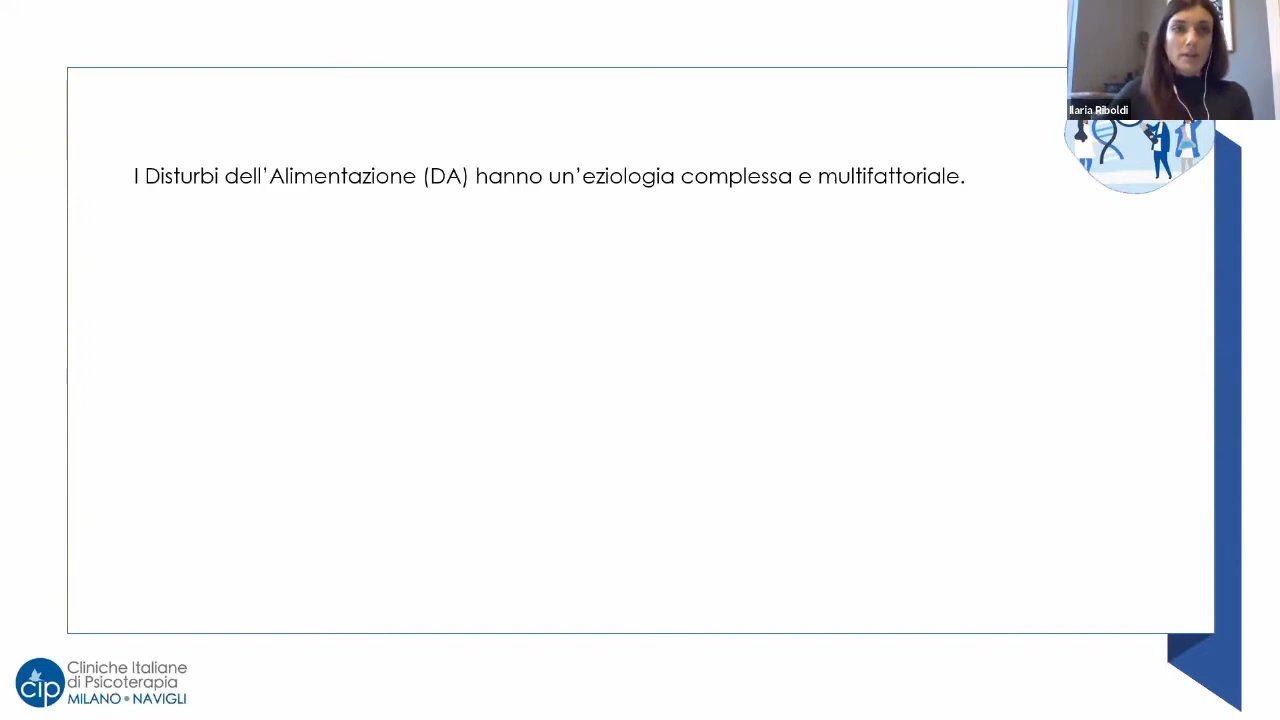 Ilaria Riboldi
I Disturbi dell’Alimentazione (DA) hanno un’eziologia complessa e multifattoriale.
cip
Cliniche Italiane
di Psicoterapia
MILANO • NAVIGLI